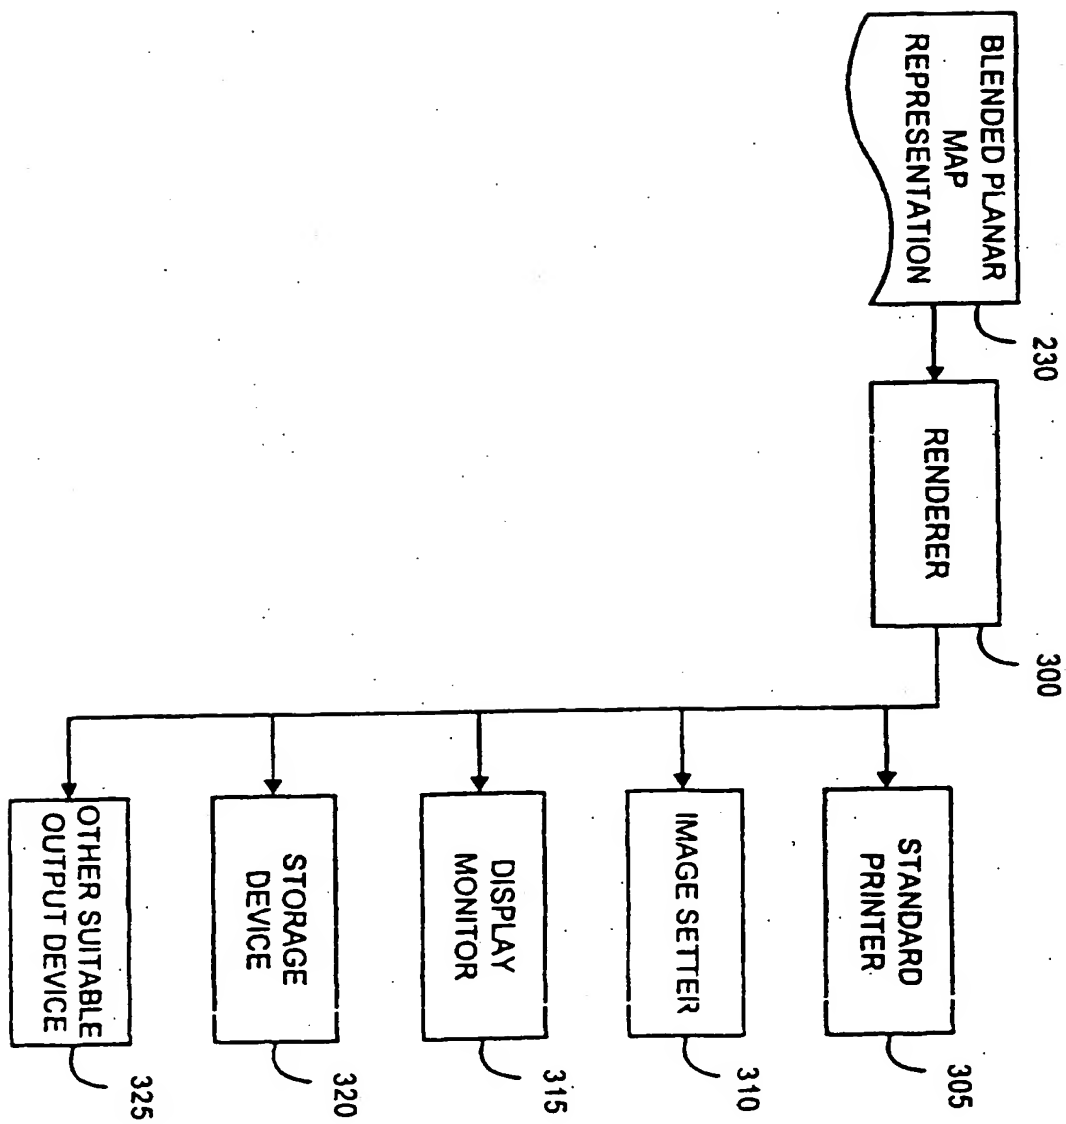 BLENDED PLANAR
MAP
REPRESENTATION
230
RENDERER
300
STANDARD
PRINTER
305
IMAGE SETTER
310
DISPLAY
MONITOR
315
STORAGE
DEVICE
320
OTHER SUITABLE
OUTPUT DEVICE
325